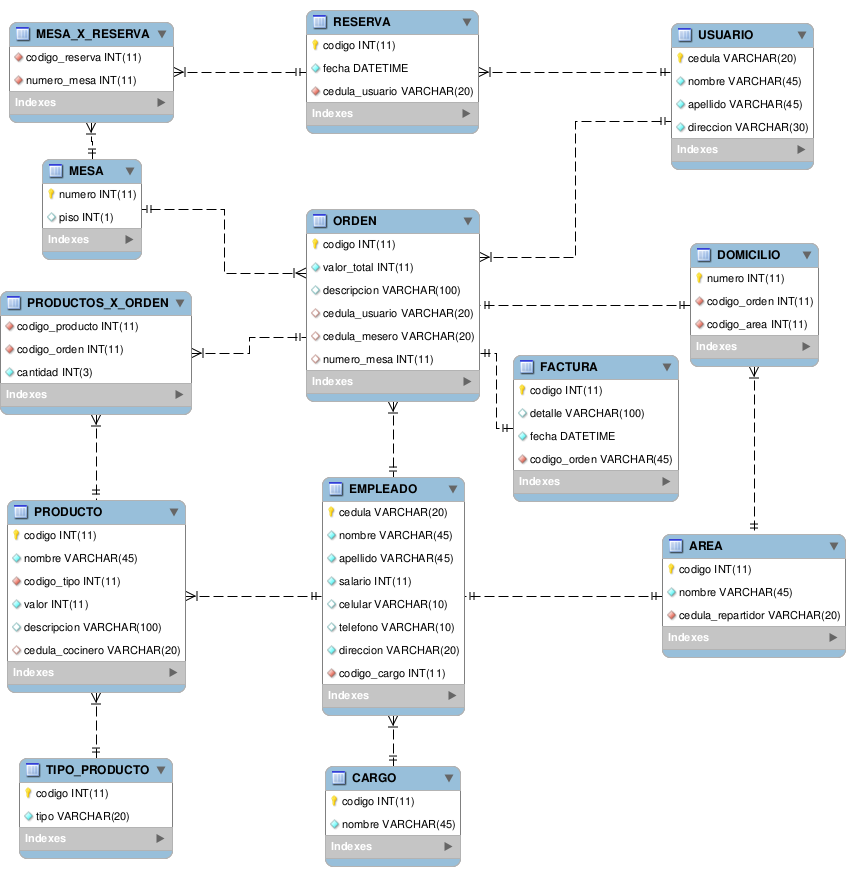 MESA_X_RESERVA
codigo_reserva INT(11)
numero_mesa INT(11)
Indexes
RESERVA
codigo INT(11)
fecha DATETIME
cedula_usuario VARCHAR(20)
Indexes
USUARIO
cedula VARCHAR(20)
nombre VARCHAR(45)
apellido VARCHAR(45)
direccion VARCHAR(30)
Indexes
MESA
numero INT(11)
piso INT(1)
Indexes
ORDEN
codigo INT(11)
valor_total INT(11)
descripcion VARCHAR(100)
cedula_usuario VARCHAR(20)
cedula_mesero VARCHAR(20)
numero_mesa INT(11)
Indexes
DOMICILIO
numero INT(11)
codigo_orden INT(11)
codigo_area INT(11)
Indexes
PRODUCTOS_X_ORDEN
codigo_producto INT(11)
codigo_orden INT(11)
cantidad INT(3)
Indexes
FACTURA
codigo INT(11)
detalle VARCHAR(100)
fecha DATETIME
codigo_orden VARCHAR(45)
Indexes
PRODUCTO
codigo INT(11)
nombre VARCHAR(45)
codigo_tipo INT(11)
valor INT(11)
descripcion VARCHAR(100)
cedula_cocinero VARCHAR(20)
Indexes
EMPLEADO
cedula VARCHAR(20)
nombre VARCHAR(45)
apellido VARCHAR(45)
salario INT(11)
celular VARCHAR(10)
telefono VARCHAR(10)
direccion VARCHAR(20)
codigo_cargo INT(11)
Indexes
AREA
codigo INT(11)
nombre VARCHAR(45)
cedula_repartidor VARCHAR(20)
Indexes
TIPO_PRODUCTO
codigo INT(11)
tipo VARCHAR(20)
Indexes
CARGO
codigo INT(11)
nombre VARCHAR(45)
Indexes